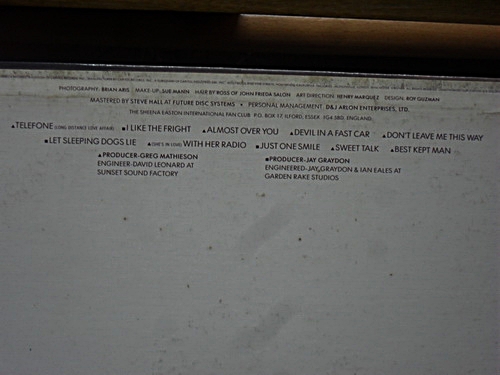 PHOTOGRAPHY: BRIAN ARIS MAKE-UP: SUE MANN HAIR BY ROSS OF JOHN FRIEDA SALON ART DIRECTION: HENRY MARQUEZ DESIGN: ROY GUZMAN
MASTERED BY STEVE HALL AT FUTURE DISC SYSTEMS • PERSONAL MANAGEMENT: D&J ARLON ENTERPRISES, LTD.
THE SHEENA EASTON INTERNATIONAL FAN CLUB P.O. BOX 17, ILFORD, ESSEX IG4 5BD, ENGLAND
▲TELEFONE (LONG DISTANCE LOVE AFFAIR) ■I LIKE THE FRIGHT ▲ALMOST OVER YOU ▲DEVIL IN A FAST CAR ▲DON'T LEAVE ME THIS WAY
■LET SLEEPING DOGS LIE ▲(SHE'S IN LOVE) WITH HER RADIO ■JUST ONE SMILE ▲SWEET TALK ▲BEST KEPT MAN
▲PRODUCER-GREG MATHIESON
ENGINEER-DAVID LEONARD AT
SUNSET SOUND FACTORY
■PRODUCER-JAY GRAYDON
ENGINEERED-JAY GRAYDON & IAN EALES AT
GARDEN RAKE STUDIOS